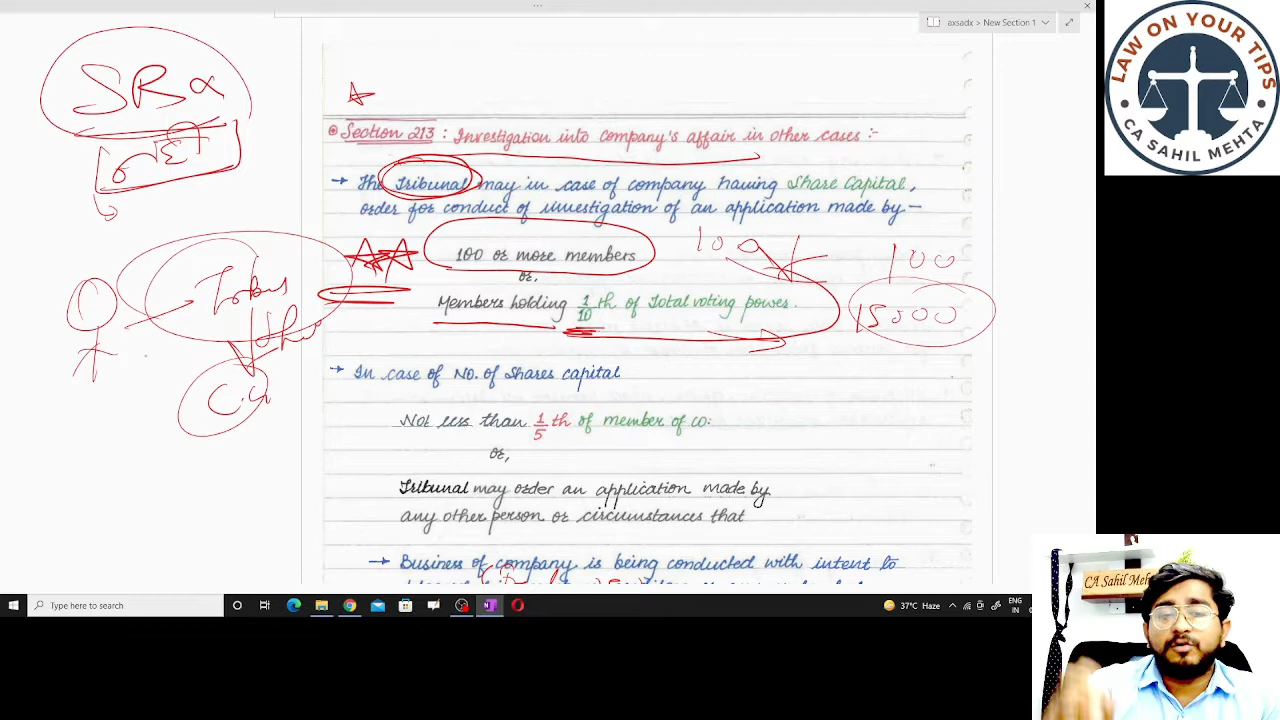 axsadx > New Section 1
LAW ON YOUR TIPS
CA SAHIL MEHTA
SRα
Section 213 : Investigation into company's affair in other cases :-
→ The Tribunal may in case of company having Share Capital,
order for conduct of investigation of an application made by -
100 or more members
or,
Members holding 1/10 th of Total voting power.
100
100
15000
→ In case of No. of Shares capital
Not less than 1/5 th of member of co:
or,
Tribunal may order an application made by
any other person or circumstances that
→ Business of company is being conducted with intent to
CA Sahil Meh
Type here to search
37°C Haze
ENG
IN